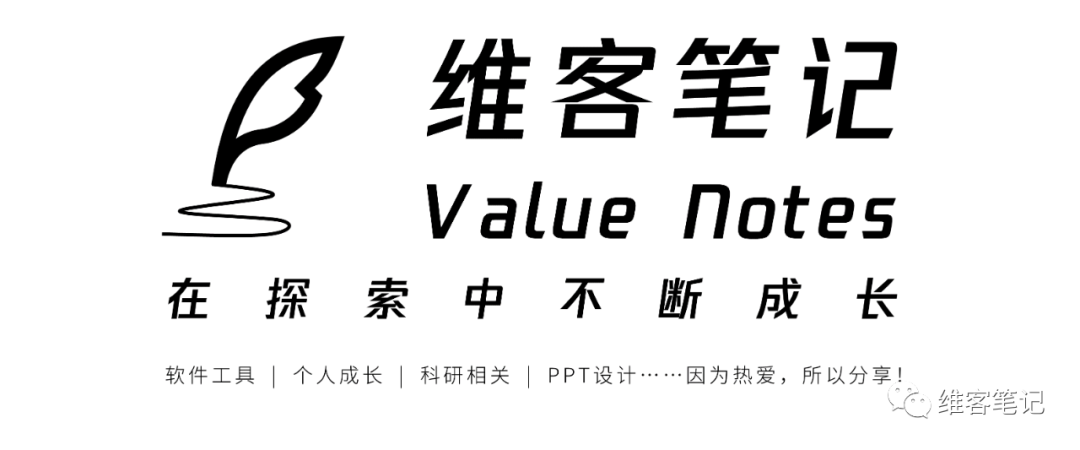 维客笔记
Value Notes
在探索中不断成长
软件工具 | 个人成长 | 科研相关 | PPT设计……因为热爱，所以分享！
维客笔记